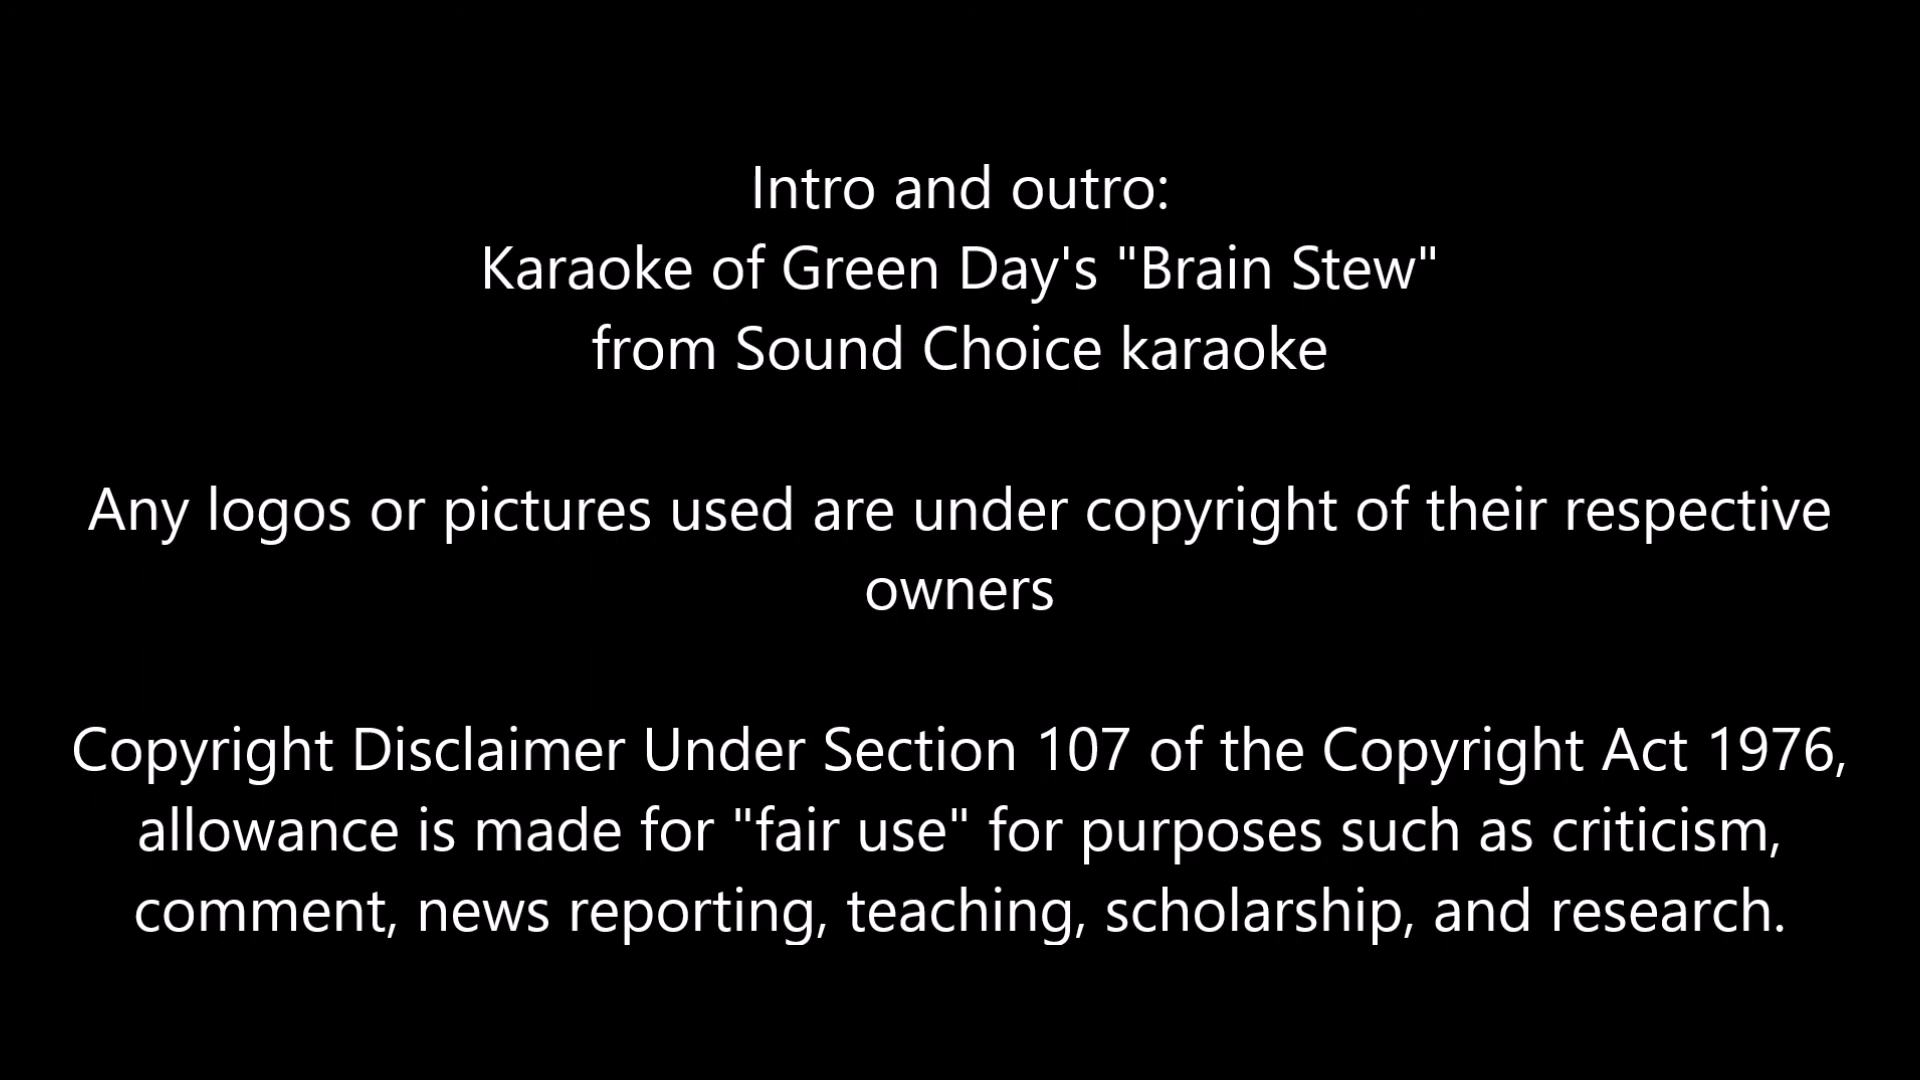 Intro and outro:
Karaoke of Green Day's "Brain Stew"
from Sound Choice karaoke
Any logos or pictures used are under copyright of their respective
owners
Copyright Disclaimer Under Section 107 of the Copyright Act 1976,
allowance is made for "fair use" for purposes such as criticism,
comment, news reporting, teaching, scholarship, and research.